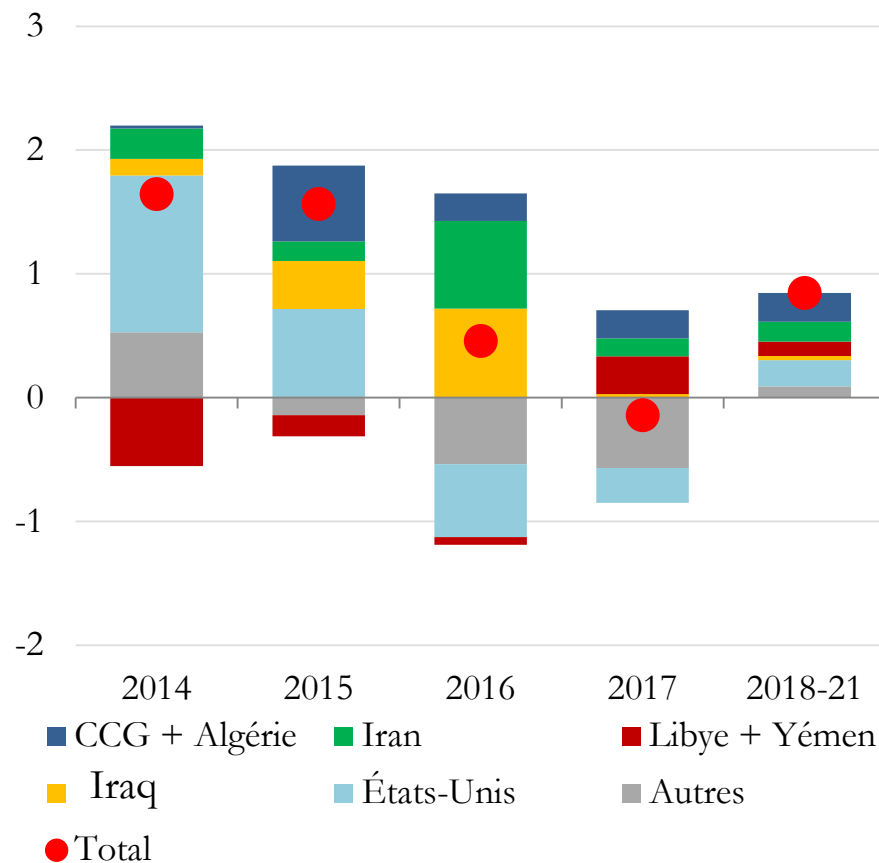 3
2
1
0
-1
-2
2014 2015 2016 2017 2018-21
CCG + Algérie Iran Libye + Yémen
Iraq États-Unis Autres
Total